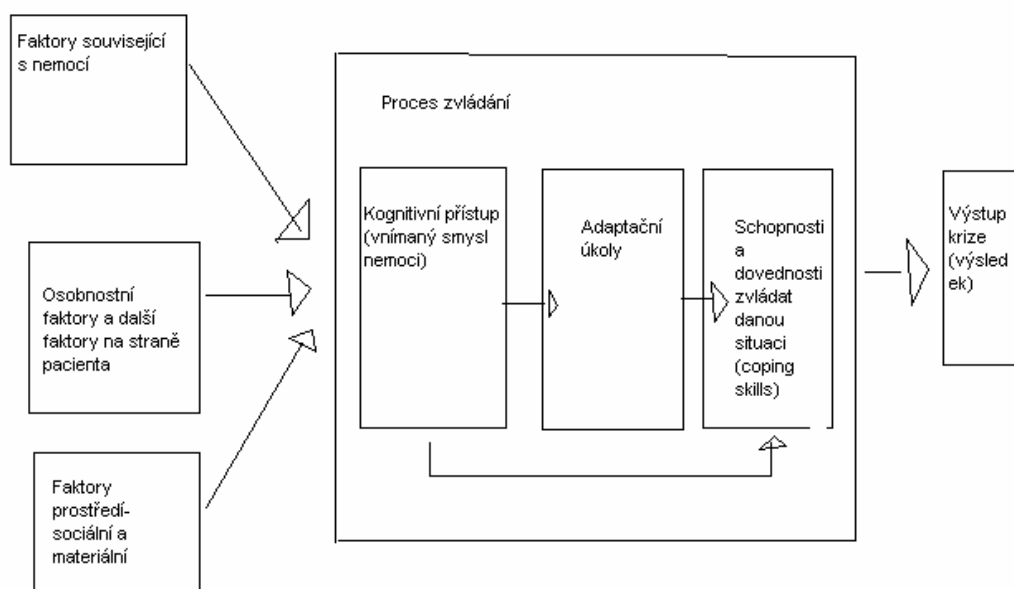 Faktory související
s nemocí
Osobnostní
faktory a další
faktory na straně
pacienta
Faktory
prostředí-
sociální a
materiální
Proces zvládání
Kognitivní přístup
(vnímaný smysl
nemoci)
Adaptační
úkoly
Schopnosti
a
dovednosti
zvládat
danou
situaci
(coping
skills)
Výstup
krize
(výsled
ek)